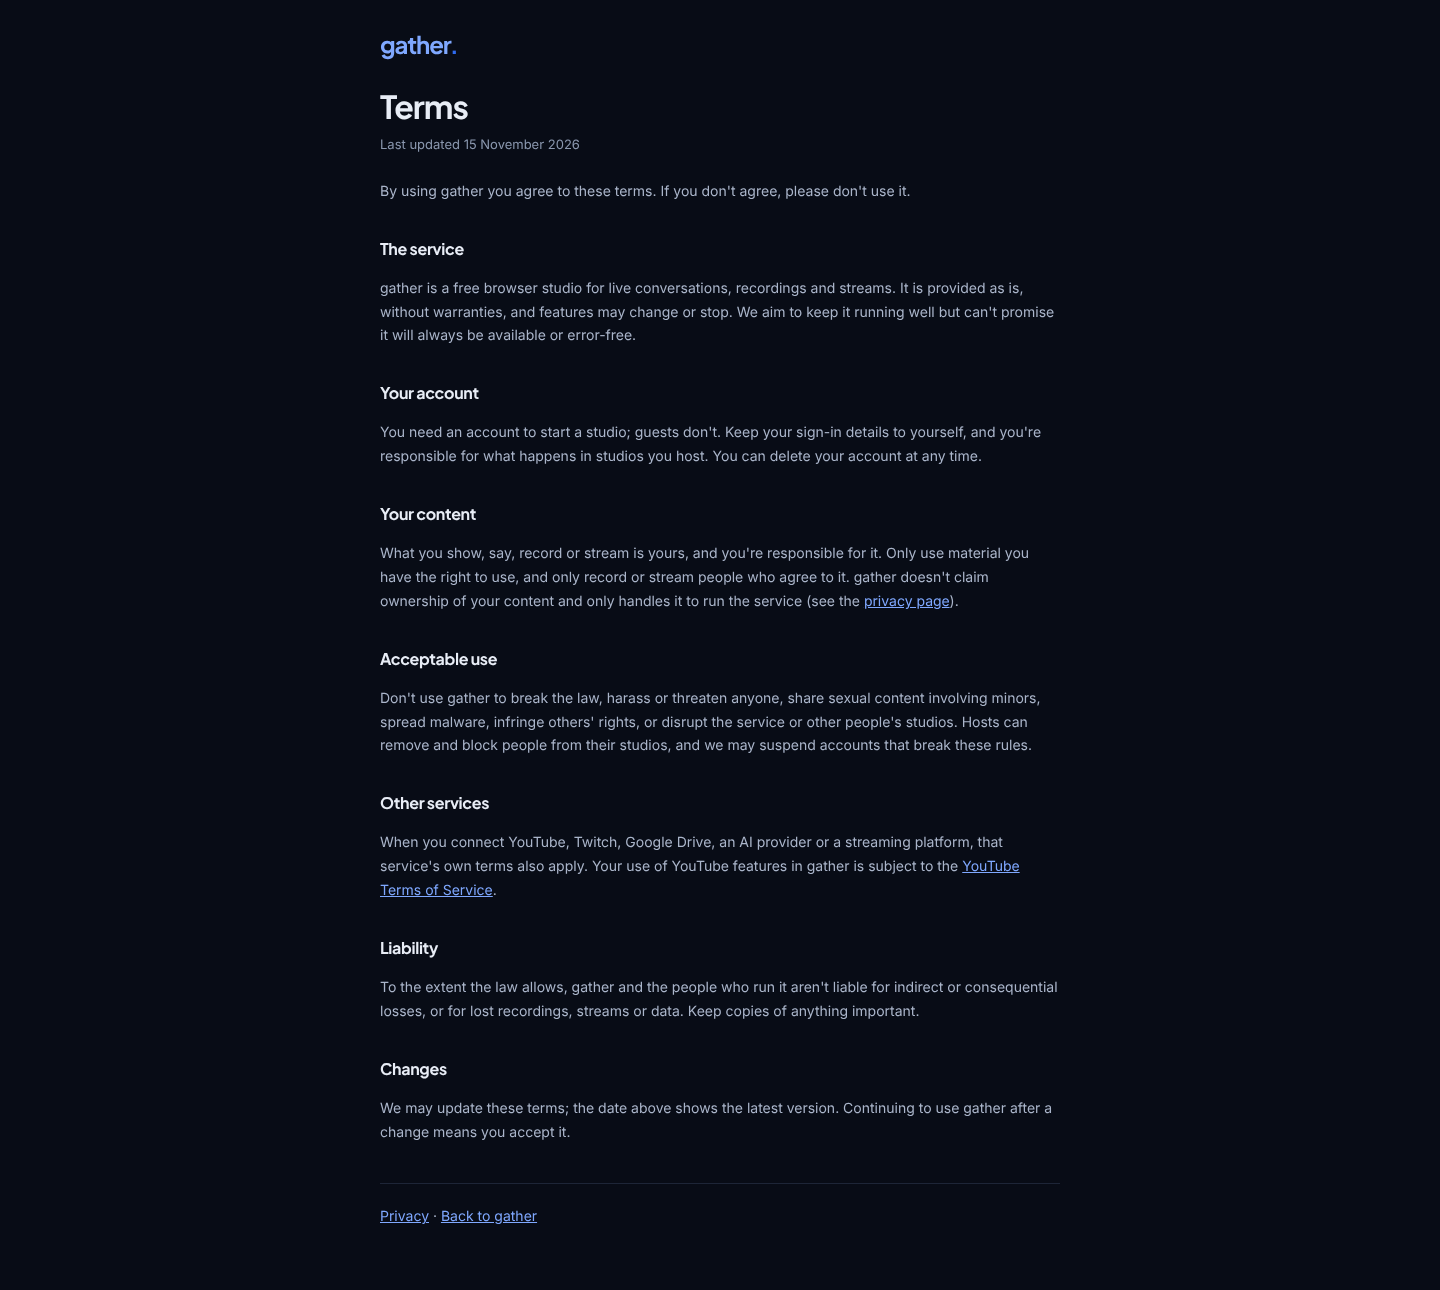 gather.
Terms
Last updated 15 November 2026
By using gather you agree to these terms. If you don't agree, please don't use it.
The service
gather is a free browser studio for live conversations, recordings and streams. It is provided as is,
without warranties, and features may change or stop. We aim to keep it running well but can't promise
it will always be available or error-free.
Your account
You need an account to start a studio; guests don't. Keep your sign-in details to yourself, and you're
responsible for what happens in studios you host. You can delete your account at any time.
Your content
What you show, say, record or stream is yours, and you're responsible for it. Only use material you
have the right to use, and only record or stream people who agree to it. gather doesn't claim
ownership of your content and only handles it to run the service (see the privacy page).
Acceptable use
Don't use gather to break the law, harass or threaten anyone, share sexual content involving minors,
spread malware, infringe others' rights, or disrupt the service or other people's studios. Hosts can
remove and block people from their studios, and we may suspend accounts that break these rules.
Other services
When you connect YouTube, Twitch, Google Drive, an AI provider or a streaming platform, that
service's own terms also apply. Your use of YouTube features in gather is subject to the YouTube
Terms of Service.
Liability
To the extent the law allows, gather and the people who run it aren't liable for indirect or consequential
losses, or for lost recordings, streams or data. Keep copies of anything important.
Changes
We may update these terms; the date above shows the latest version. Continuing to use gather after a
change means you accept it.
Privacy · Back to gather